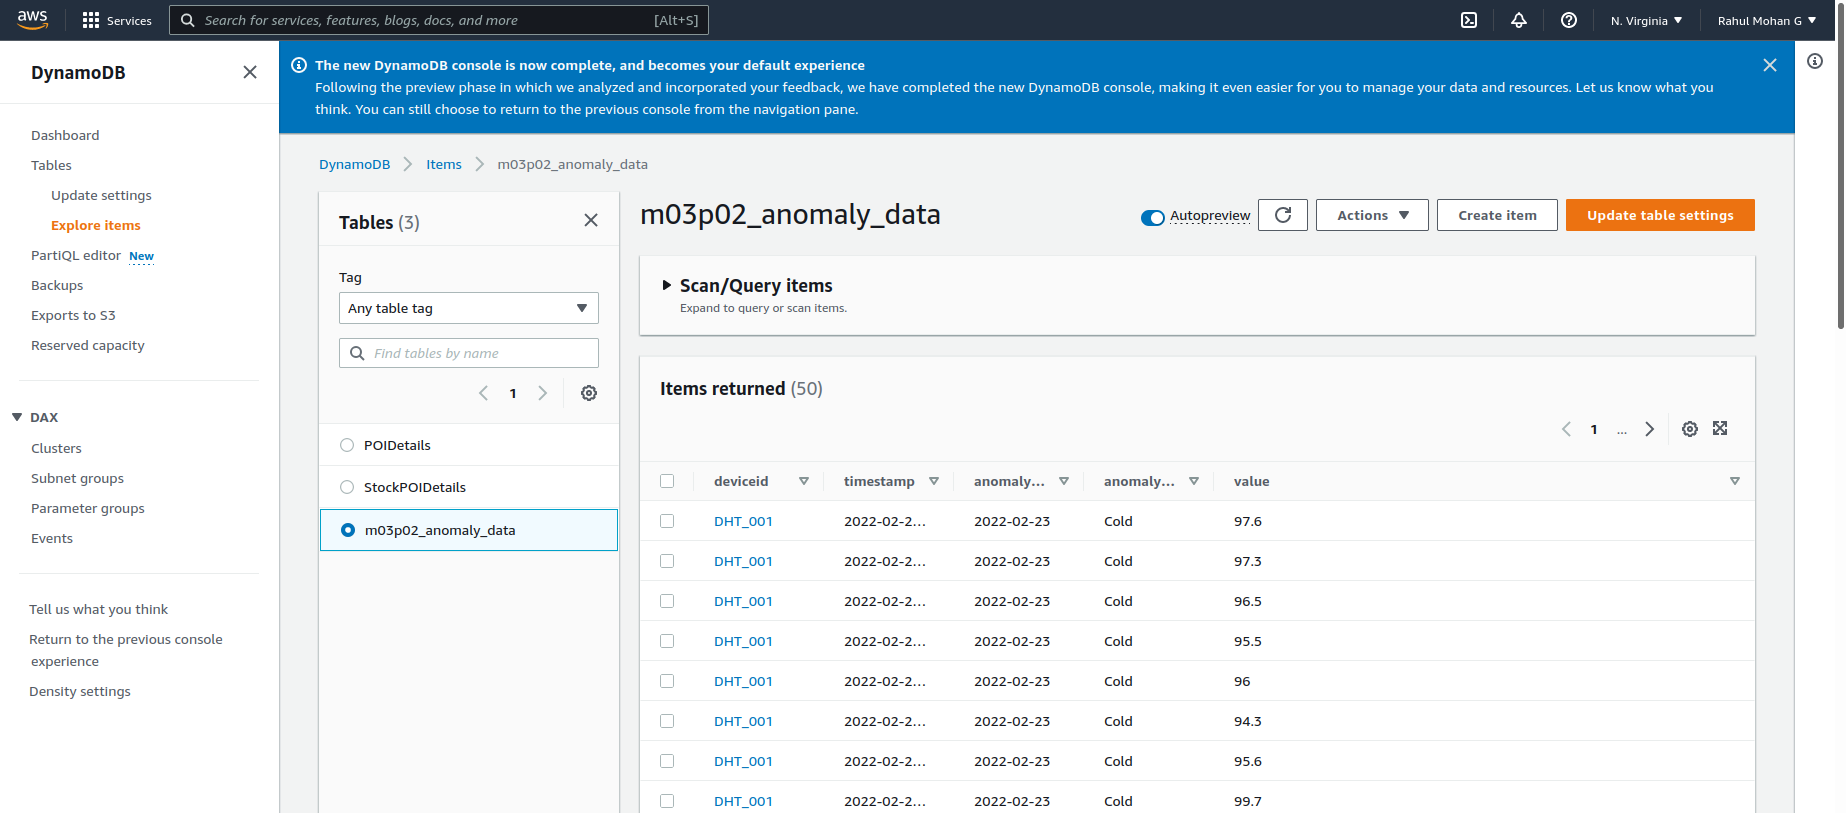 aws
Services
Search for services, features, blogs, docs, and more
[Alt+S]
N. Virginia
Rahul Mohan G
DynamoDB
Dashboard
Tables
Update settings
Explore items
PartiQL editor New
Backups
Exports to S3
Reserved capacity
DAX
Clusters
Subnet groups
Parameter groups
Events
Tell us what you think
Return to the previous console
experience
Density settings
The new DynamoDB console is now complete, and becomes your default experience
Following the preview phase in which we analyzed and incorporated your feedback, we have completed the new DynamoDB console, making it even easier for you to manage your data and resources. Let us know what you
think. You can still choose to return to the previous console from the navigation pane.
DynamoDB Items m03p02_anomaly_data
Tables (3)
Tag
Any table tag
Find tables by name
1
POIDetails
StockPOIDetails
m03p02_anomaly_data
m03p02_anomaly_data
Autopreview
Actions
Create item
Update table settings
Scan/Query items
Expand to query or scan items.
Items returned (50)
1 ...
deviceid timestamp anomaly... anomaly... value
DHT_001 2022-02-2... 2022-02-23 Cold 97.6
DHT_001 2022-02-2... 2022-02-23 Cold 97.3
DHT_001 2022-02-2... 2022-02-23 Cold 96.5
DHT_001 2022-02-2... 2022-02-23 Cold 95.5
DHT_001 2022-02-2... 2022-02-23 Cold 96
DHT_001 2022-02-2... 2022-02-23 Cold 94.3
DHT_001 2022-02-2... 2022-02-23 Cold 95.6
DHT_001 2022-02-2... 2022-02-23 Cold 99.7